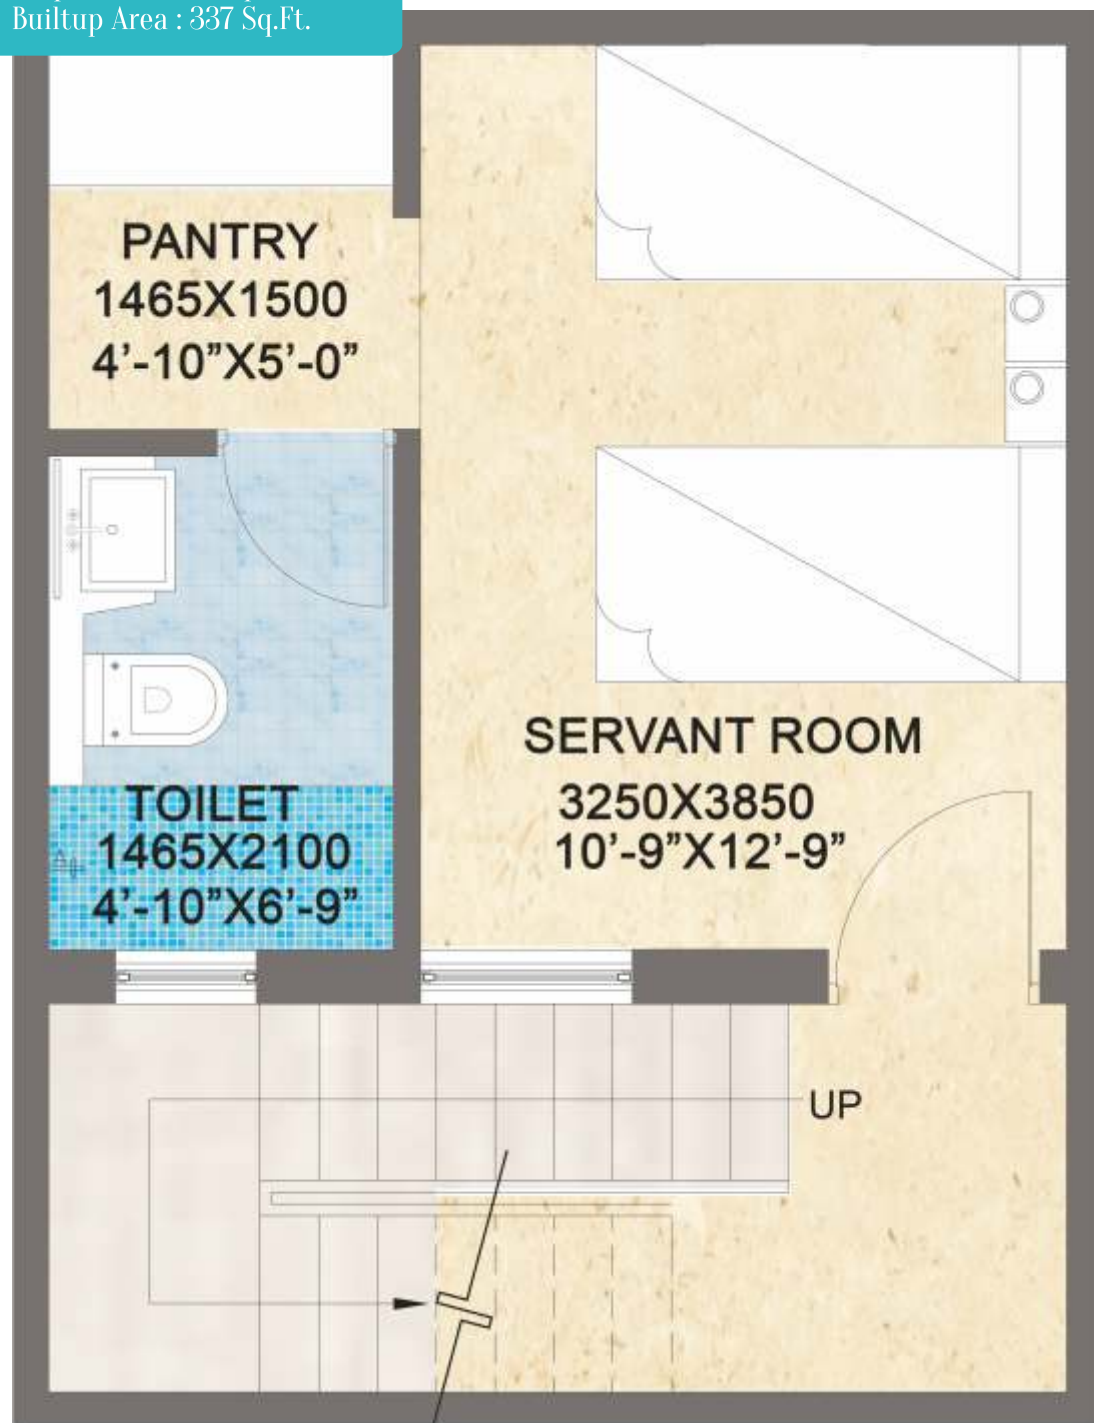 Builtup Area : 337 Sq.Ft.
PANTRY
1465X1500
4’-10”X5’-0”
SERVANT ROOM
3250X3850
10’-9”X12’-9”
TOILET
1465X2100
4’-10”X6’-9”
UP